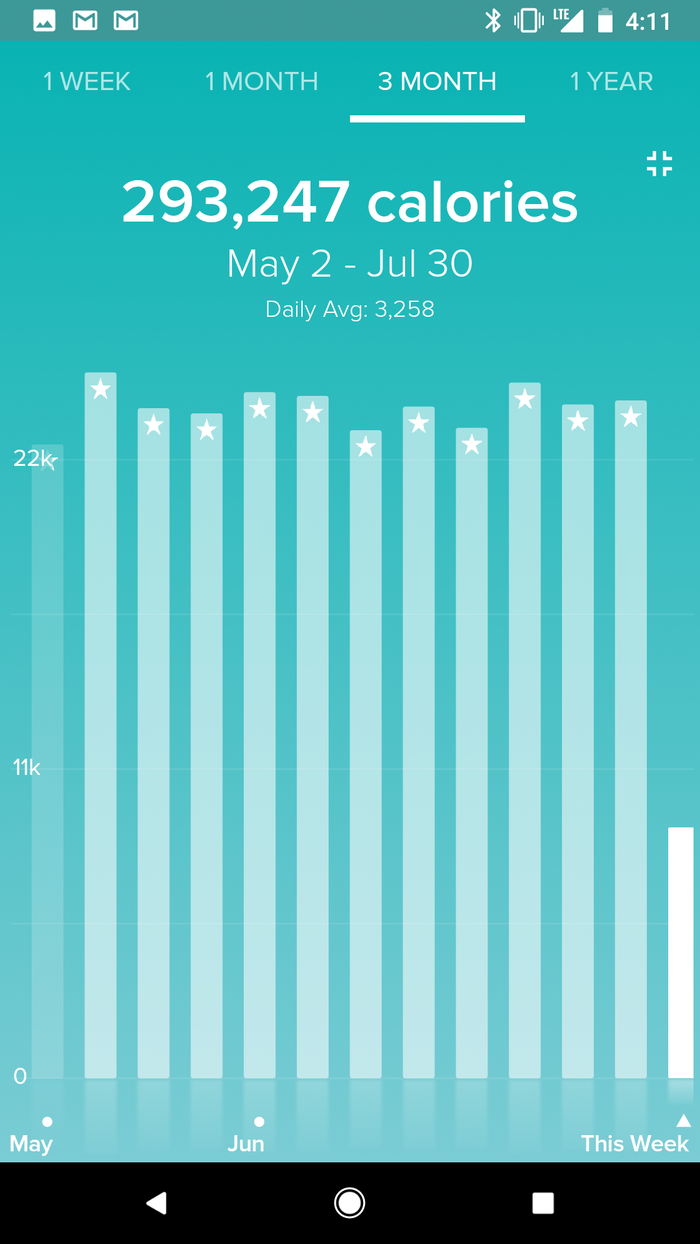 LTE 4:11
1 WEEK 1 MONTH 3 MONTH 1 YEAR
293,247 calories
May 2 - Jul 30
Daily Avg: 3,258
22k
11k
0
May Jun This Week